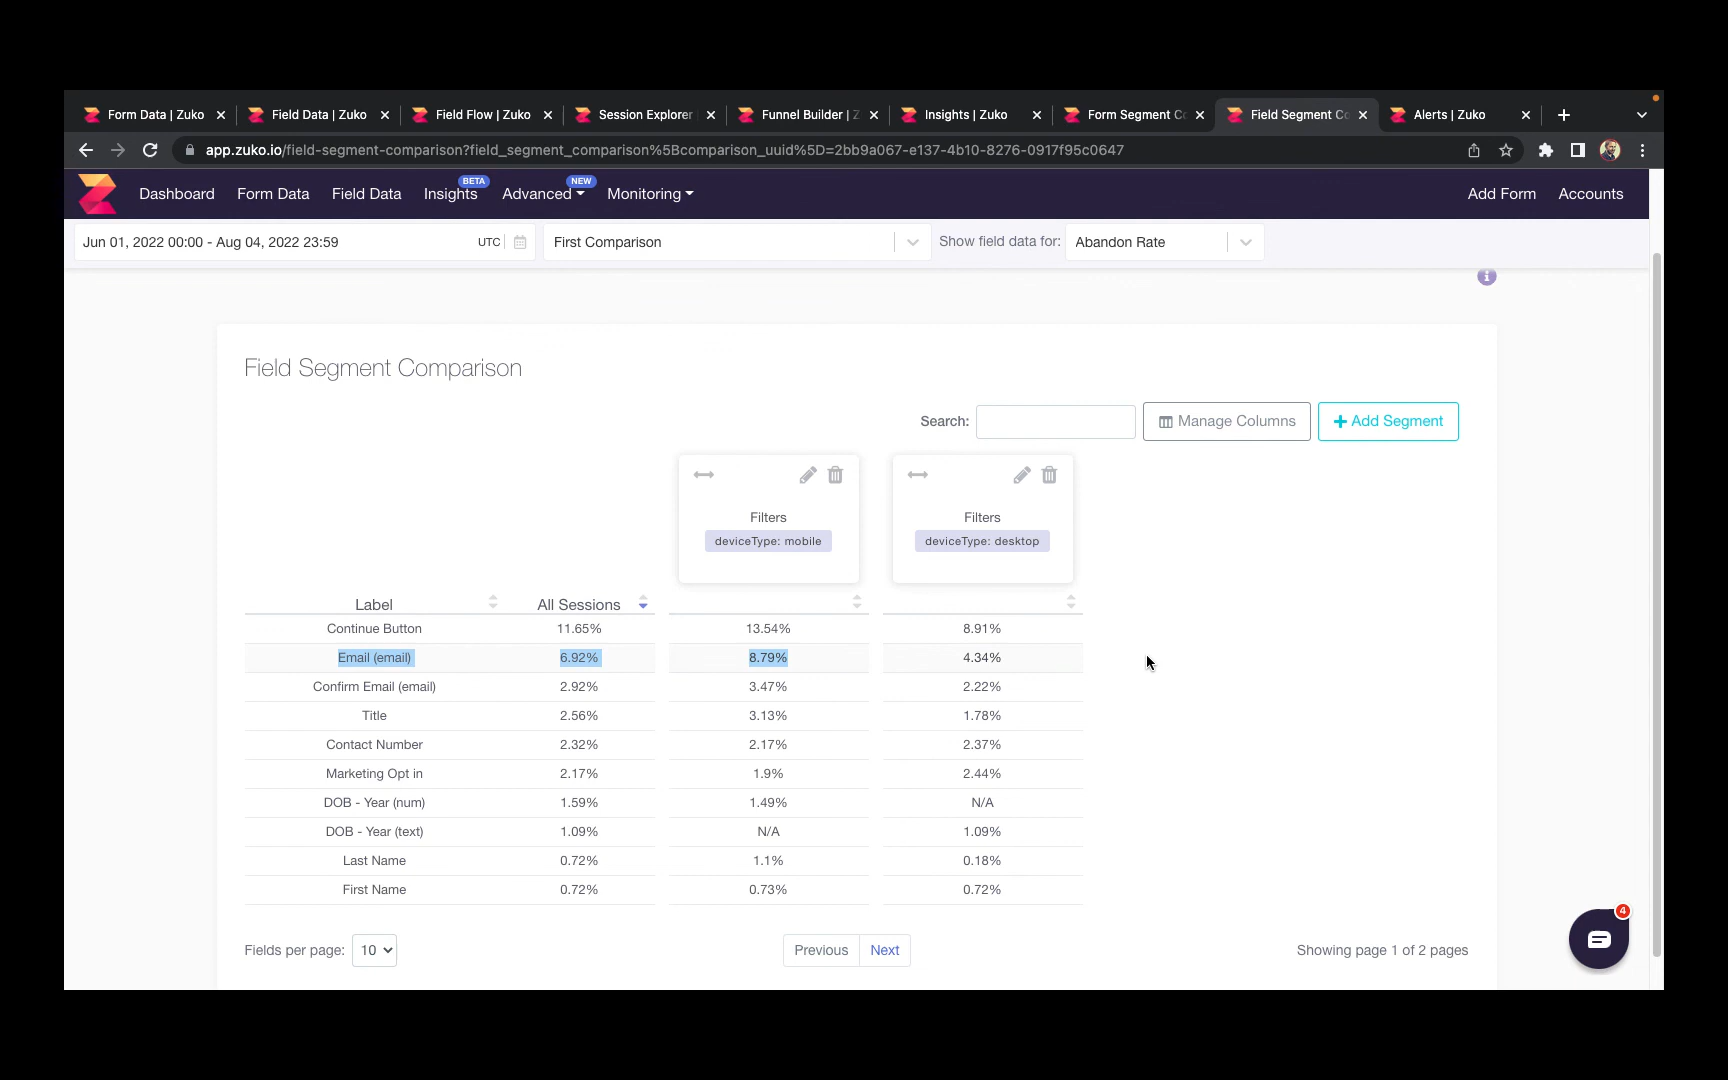 Form Data | Zuko
Field Data | Zuko
Field Flow | Zuko
Session Explorer
Funnel Builder | Z
Insights | Zuko
Form Segment Co
Field Segment Co
Alerts | Zuko
app.zuko.io/field-segment-comparison?field_segment_comparison%5Bcomparison_uuid%5D=2bb9a067-e137-4b10-8276-0917f95c0647
Dashboard Form Data Field Data Insights BETA Advanced NEW Monitoring Add Form Accounts
Jun 01, 2022 00:00 - Aug 04, 2022 23:59 UTC First Comparison Show field data for: Abandon Rate
Field Segment Comparison
Search: Manage Columns Add Segment
Filters Filters
deviceType: mobile deviceType: desktop
Label All Sessions
Continue Button 11.65% 13.54% 8.91%
Email (email) 6.92% 8.79% 4.34%
Confirm Email (email) 2.92% 3.47% 2.22%
Title 2.56% 3.13% 1.78%
Contact Number 2.32% 2.17% 2.37%
Marketing Opt in 2.17% 1.9% 2.44%
DOB - Year (num) 1.59% 1.49% N/A
DOB - Year (text) 1.09% N/A 1.09%
Last Name 0.72% 1.1% 0.18%
First Name 0.72% 0.73% 0.72%
Fields per page: 10 Previous Next Showing page 1 of 2 pages
4